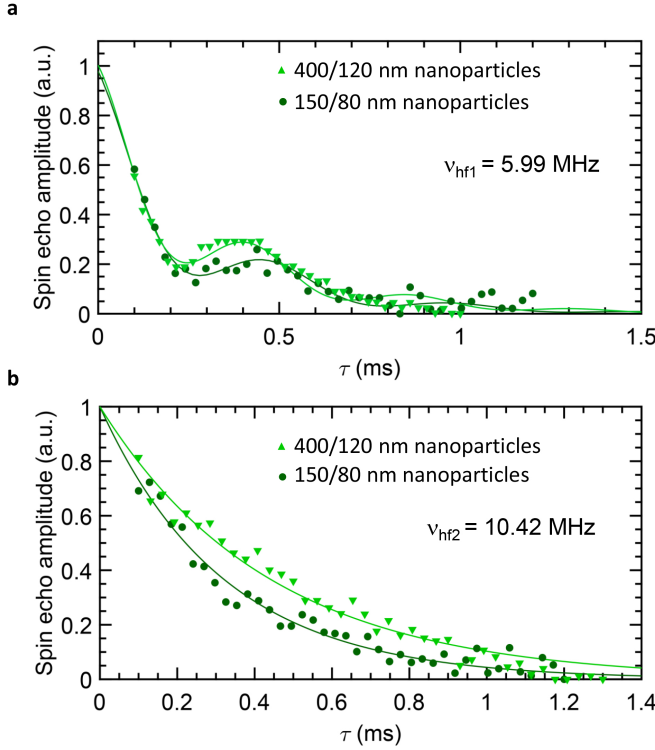 a
1
0.8
0.6
0.4
0.2
0
Spin echo amplitude (a.u.)
400/120 nm nanoparticles
150/80 nm nanoparticles
νhf1 = 5.99 MHz
0 0.5 1 1.5
τ (ms)
b
1
0.8
0.6
0.4
0.2
0
Spin echo amplitude (a.u.)
400/120 nm nanoparticles
150/80 nm nanoparticles
νhf2 = 10.42 MHz
0 0.2 0.4 0.6 0.8 1 1.2 1.4
τ (ms)